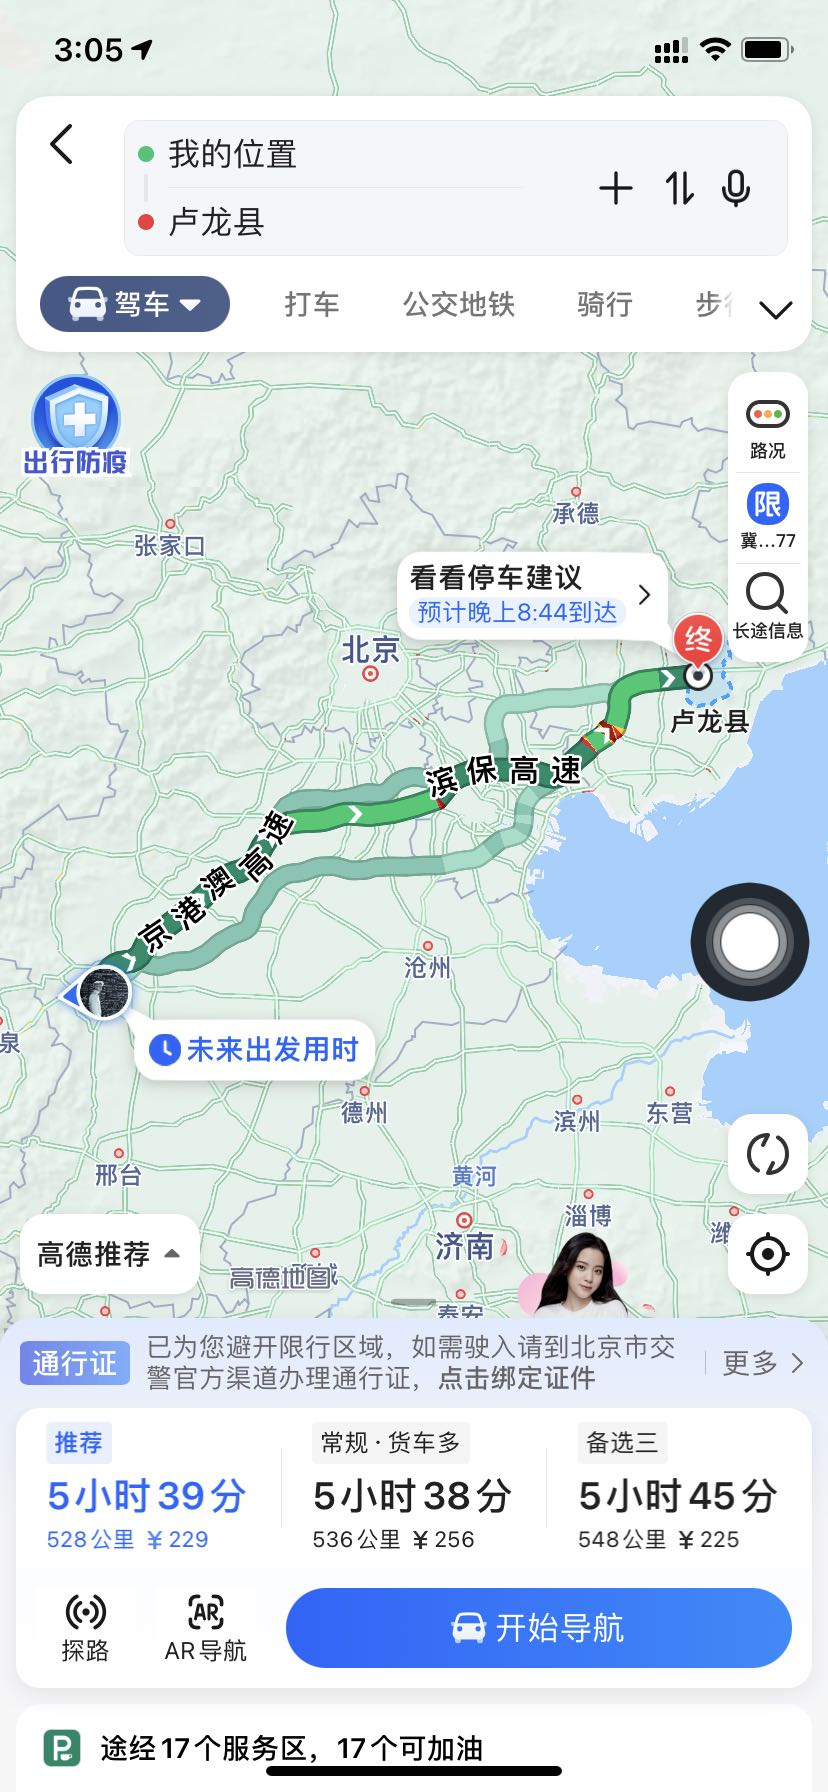 3:05
我的位置
卢龙县
驾车
打车
公交地铁
骑行
步行
出行防疫
路况
限
冀...77
长途信息
承德
张家口
看看停车建议
预计晚上8:44到达
终
北京
卢龙县
滨保高速
京港澳高速
沧州
泉
未来出发用时
德州
滨州
东营
邢台
黄河
淄博
潍
济南
高德推荐
高德地图
泰安
通行证
已为您避开限行区域，如需驶入请到北京市交
警官方渠道办理通行证，点击绑定证件
更多
推荐
5小时39分
528公里 ¥229
常规·货车多
5小时38分
536公里 ¥256
备选三
5小时45分
548公里 ¥225
探路
AR
AR导航
开始导航
P
途经17个服务区，17个可加油